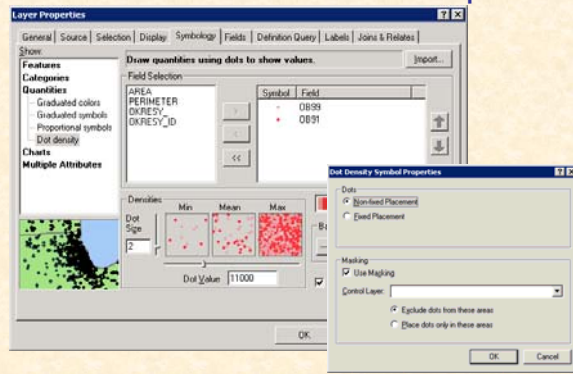 Layer Properties
General Source Selection Display Symbology Fields Definition Query Labels Joins & Relates
Show:
Features
Categories
Quantities
Graduated colors
Graduated symbols
Proportional symbols
Dot density
Charts
Multiple Attributes
Draw quantities using dots to show values.
Import...
Field Selection
AREA
PERIMETER
OKRESY_
OKRESY_ID
>
<
<<
Symbol Field
OB99
OB91
Densities
Min Mean Max
Dot Size
2
Dot Value 11000
OK
Dot Density Symbol Properties
Dots
Non-fixed Placement
Fixed Placement
Masking
Use Masking
Control Layer:
Exclude dots from these areas
Place dots only in these areas
OK Cancel